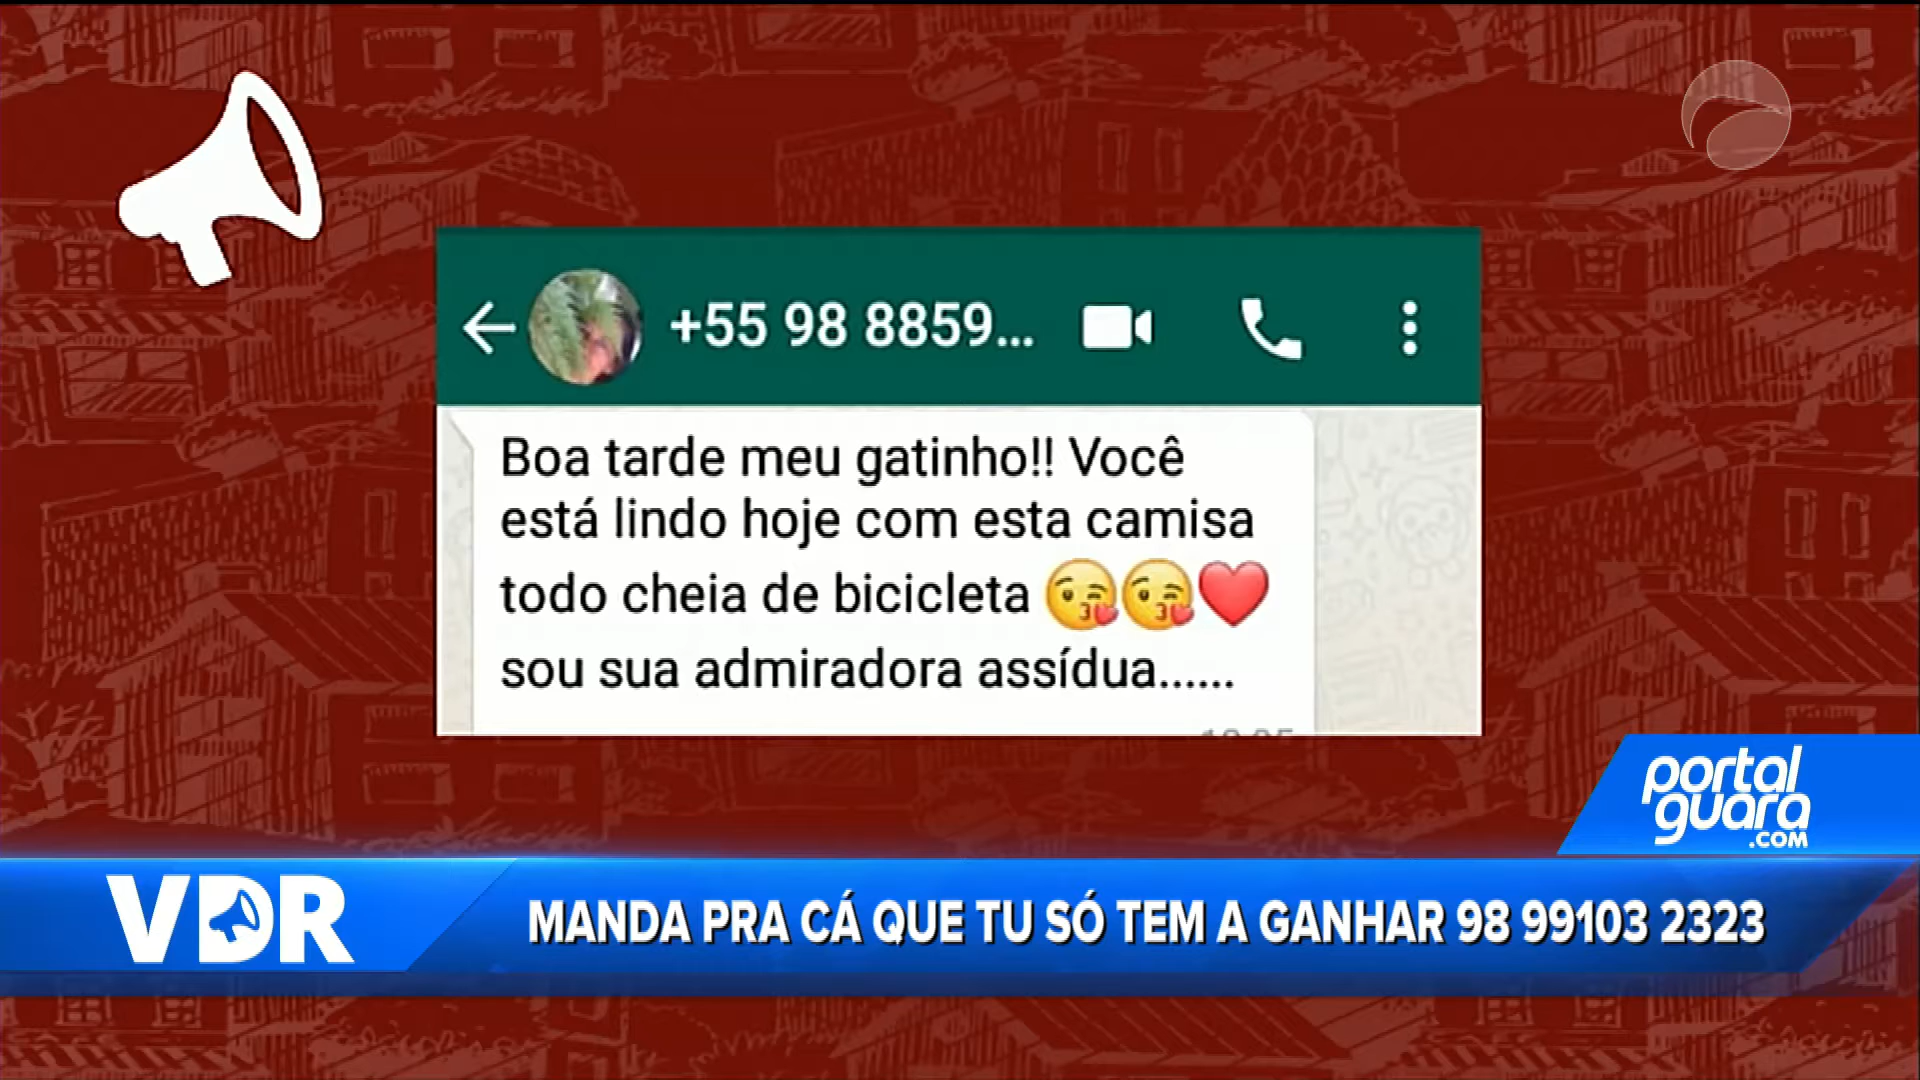 +55 98 8859...
Boa tarde meu gatinho!! Você
está lindo hoje com esta camisa
todo cheia de bicicleta 😘😘❤️
sou sua admiradora assídua......
portal
guara
.COM
VDR
MANDA PRA CÁ QUE TU SÓ TEM A GANHAR 98 99103 2323